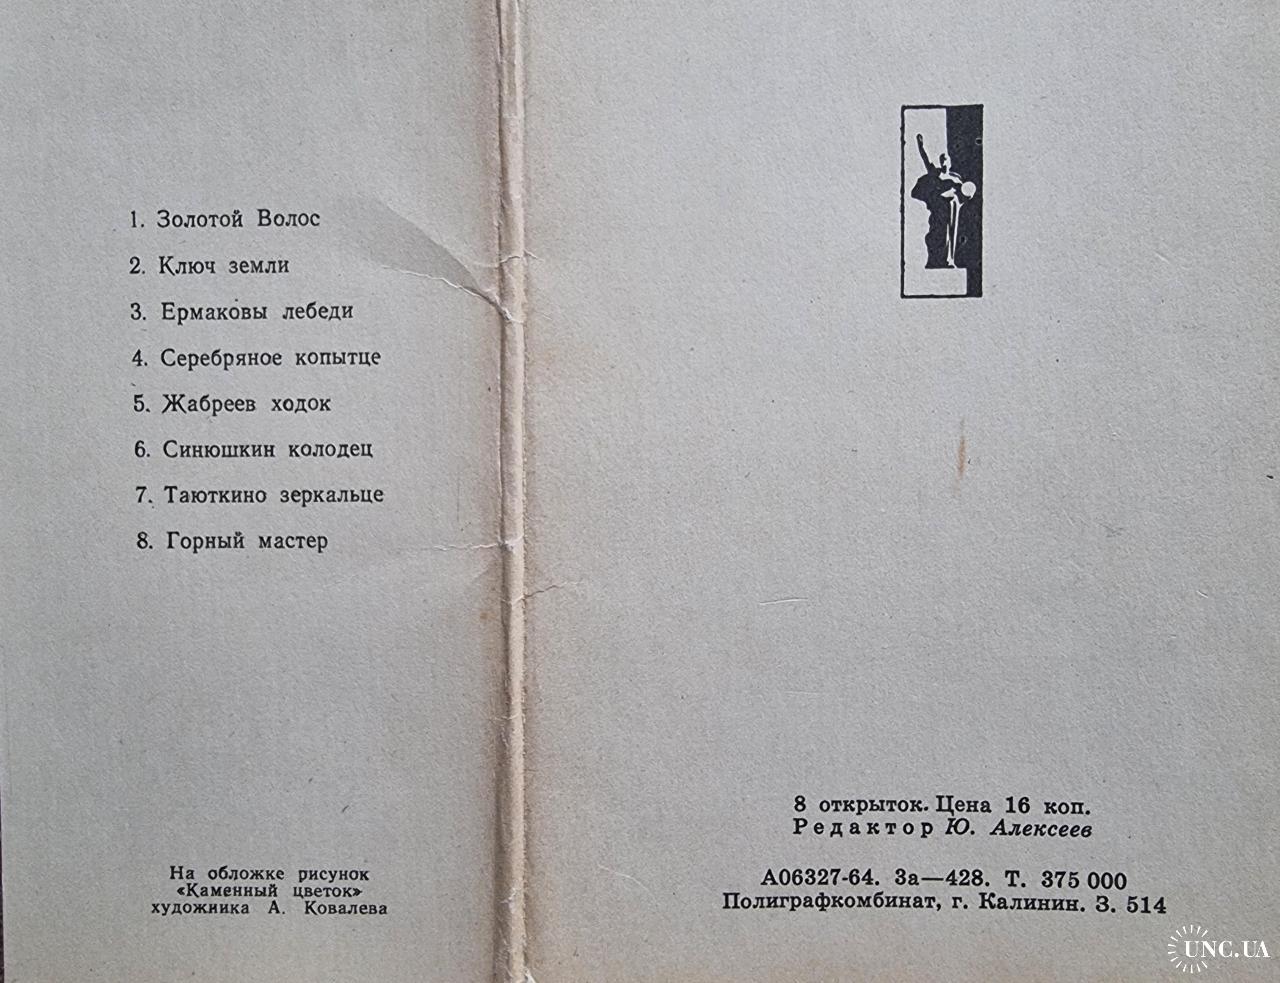 1. Золотой Волос
2. Ключ земли
3. Ермаковы лебеди
4. Серебряное копытце
5. Жабреев ходок
6. Синюшкин колодец
7. Таюткино зеркальце
8. Горный мастер
На обложке рисунок
«Каменный цветок»
художника А. Ковалева
8 открыток. Цена 16 коп.
Редактор Ю. Алексеев
А06327-64. За—428. Т. 375 000
Полиграфкомбинат, г. Калинин. З. 514
UNC.UA